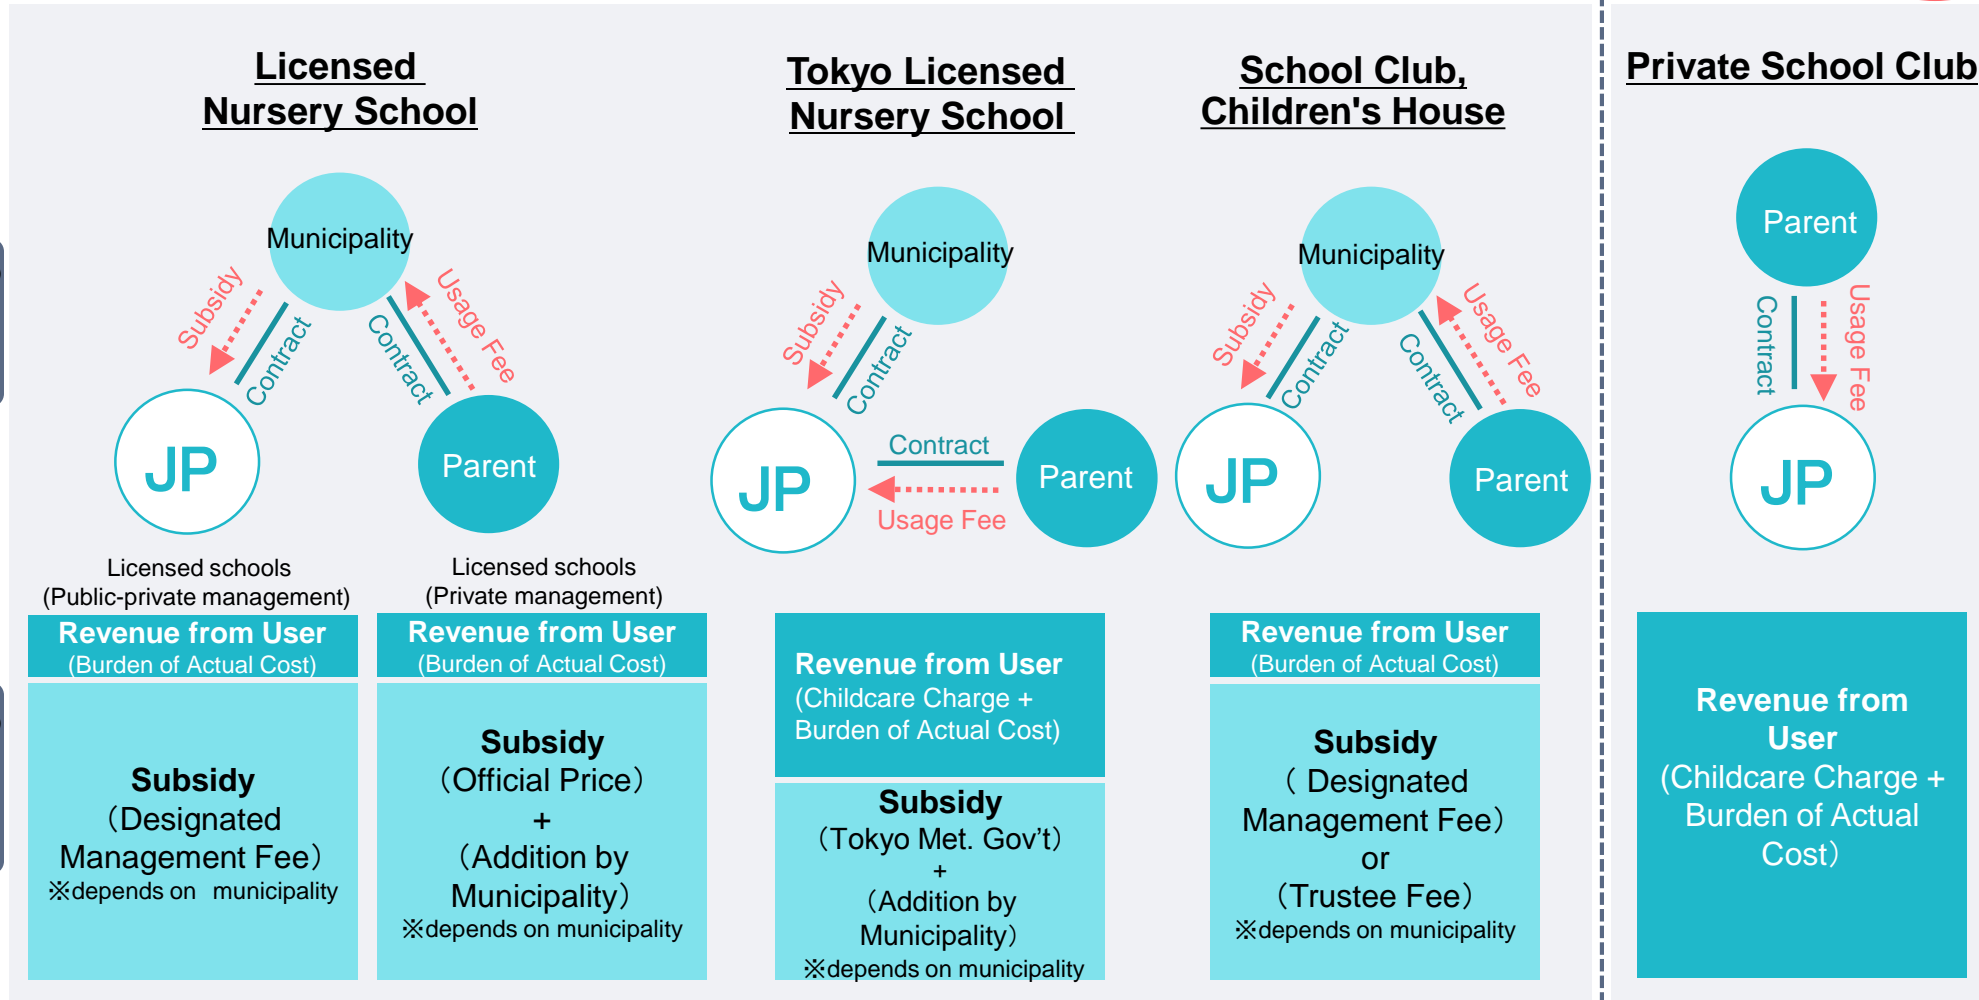 Licensed
Nursery School
Municipality
Subsidy
Contract
Contract
Usage Fee
JP
Parent
Licensed schools
(Public-private management)
Licensed schools
(Private management)
Revenue from User
(Burden of Actual Cost)
Subsidy
（Designated
Management Fee）
※depends on municipality
Revenue from User
(Burden of Actual Cost)
Subsidy
（Official Price）
+
（Addition by
Municipality）
※depends on municipality
Tokyo Licensed
Nursery School
Municipality
Subsidy
Contract
JP
Contract
Usage Fee
Parent
Revenue from User
(Childcare Charge +
Burden of Actual Cost)
Subsidy
（Tokyo Met. Gov’t）
+
（Addition by
Municipality）
※depends on municipality
School Club,
Children's House
Municipality
Subsidy
Contract
Contract
Usage Fee
JP
Parent
Revenue from User
(Burden of Actual Cost)
Subsidy
（ Designated
Management Fee）
or
（Trustee Fee）
※depends on municipality
Private School Club
Parent
Contract
Usage Fee
JP
Revenue from
User
(Childcare Charge +
Burden of Actual
Cost）